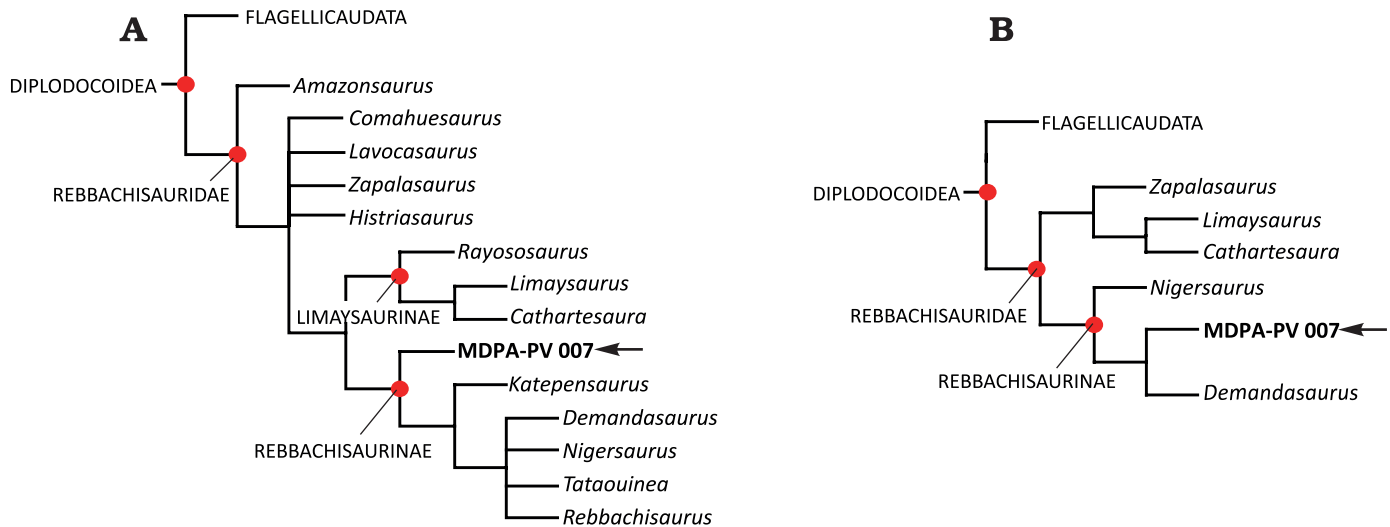 A
FLAGELLICAUDATA
DIPLODOCOIDEA
Amazonsaurus
Comahuesaurus
Lavocasaurus
REBBACHISAURIDAE
Zapalasaurus
Histriasaurus
Rayososaurus
Limaysaurus
LIMAYSAURINAE
Cathartesaura
MDPA-PV 007
Katepensaurus
Demandasaurus
REBBACHISAURINAE
Nigersaurus
Tataouinea
Rebbachisaurus
B
FLAGELLICAUDATA
DIPLODOCOIDEA
Zapalasaurus
Limaysaurus
Cathartesaura
Nigersaurus
REBBACHISAURIDAE
MDPA-PV 007
REBBACHISAURINAE
Demandasaurus